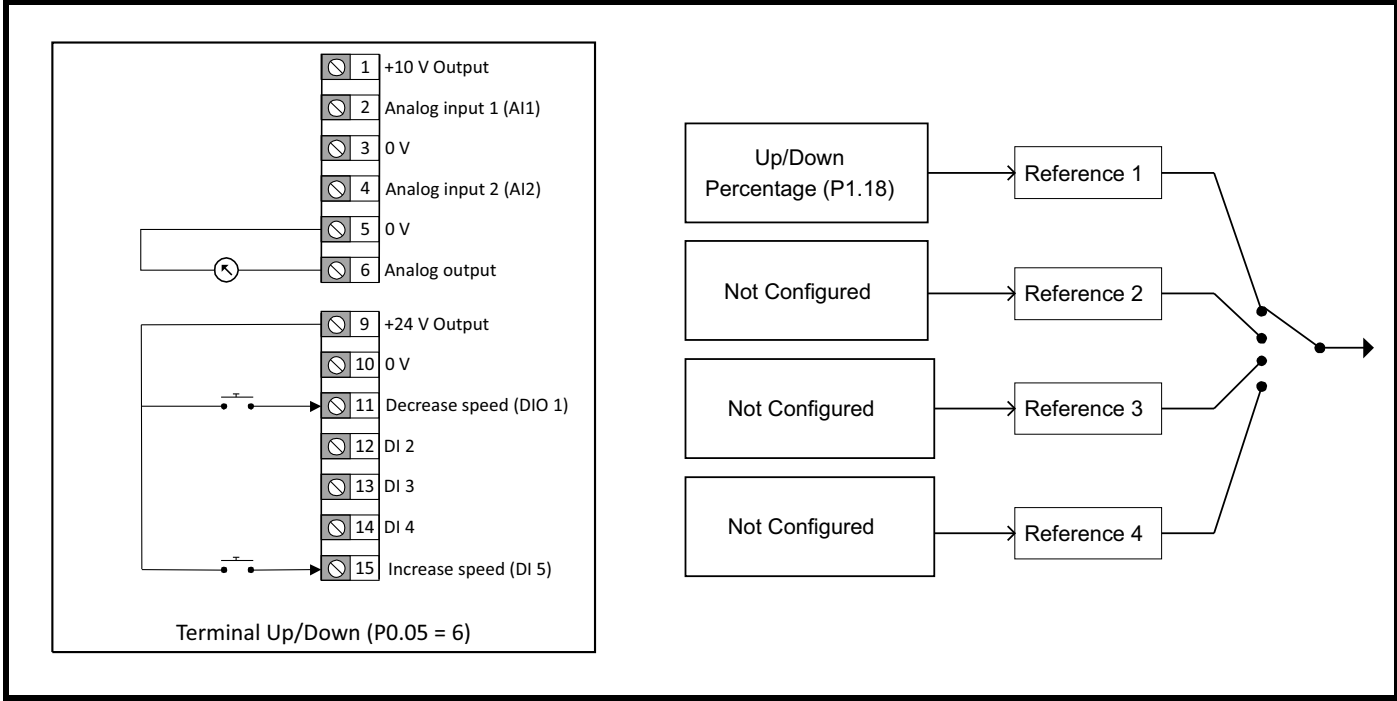 1 +10 V Output
2 Analog input 1 (AI1)
3 0 V
4 Analog input 2 (AI2)
5 0 V
6 Analog output
9 +24 V Output
10 0 V
11 Decrease speed (DIO 1)
12 DI 2
13 DI 3
14 DI 4
15 Increase speed (DI 5)
Terminal Up/Down (P0.05 = 6)
Up/Down
Percentage (P1.18)
Reference 1
Not Configured
Reference 2
Not Configured
Reference 3
Not Configured
Reference 4